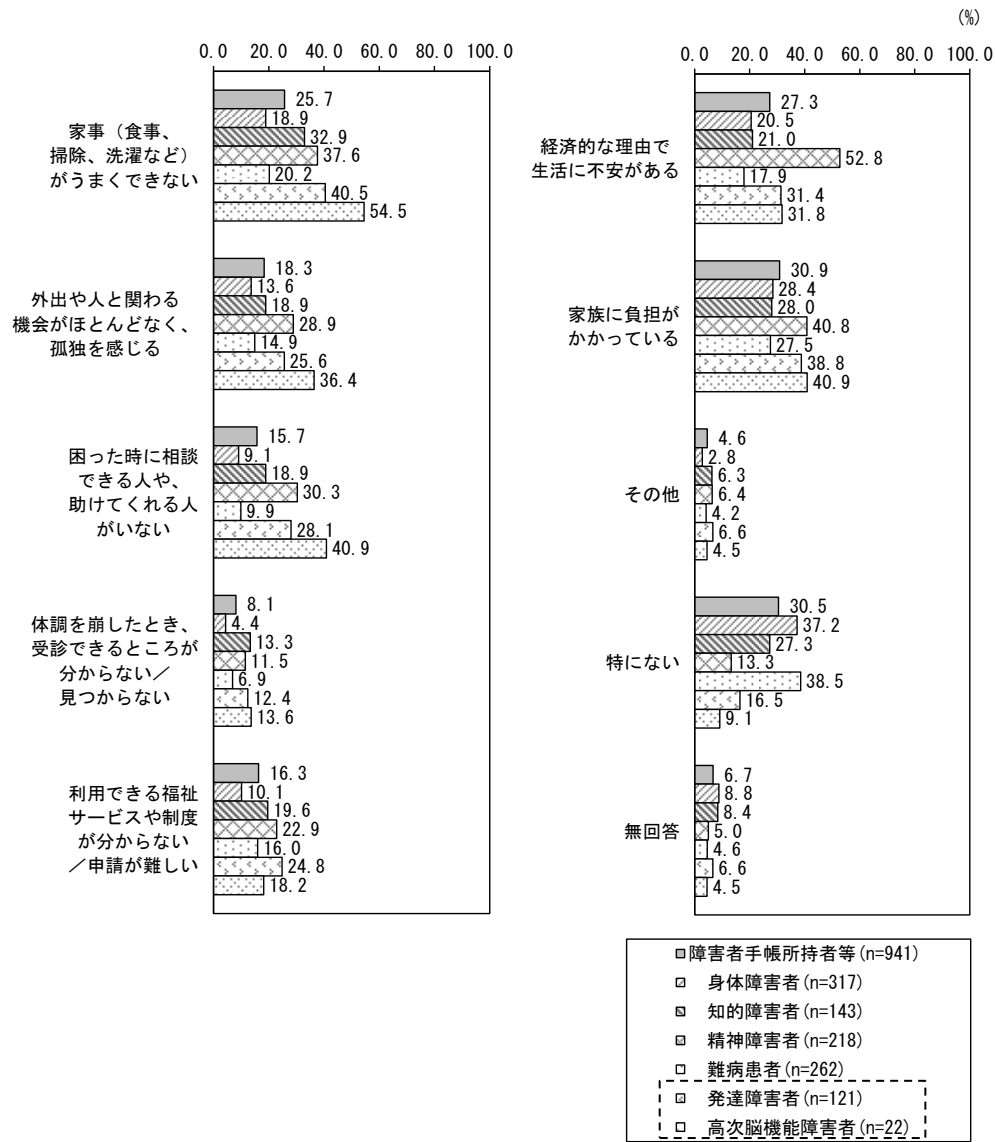 (%)
0.0 20.0 40.0 60.0 80.0 100.0
家事（食事、
掃除、洗濯など）
がうまくできない
25.7
18.9
32.9
37.6
20.2
40.5
54.5
外出や人と関わる
機会がほとんどなく、
孤独を感じる
18.3
13.6
18.9
28.9
14.9
25.6
36.4
困った時に相談
できる人や、
助けてくれる人
がいない
15.7
9.1
18.9
30.3
9.9
28.1
40.9
体調を崩したとき、
受診できるところが
分からない／
見つからない
8.1
4.4
13.3
11.5
6.9
12.4
13.6
利用できる福祉
サービスや制度
が分からない
／申請が難しい
16.3
10.1
19.6
22.9
16.0
24.8
18.2
0.0 20.0 40.0 60.0 80.0 100.0
経済的な理由で
生活に不安がある
27.3
20.5
21.0
52.8
17.9
31.4
31.8
家族に負担が
かかっている
30.9
28.4
28.0
40.8
27.5
38.8
40.9
その他
4.6
2.8
6.3
6.4
4.2
6.6
4.5
特にない
30.5
37.2
27.3
13.3
38.5
16.5
9.1
無回答
6.7
8.8
8.4
5.0
4.6
6.6
4.5
障害者手帳所持者等(n=941)
身体障害者(n=317)
知的障害者(n=143)
精神障害者(n=218)
難病患者(n=262)
発達障害者(n=121)
高次脳機能障害者(n=22)